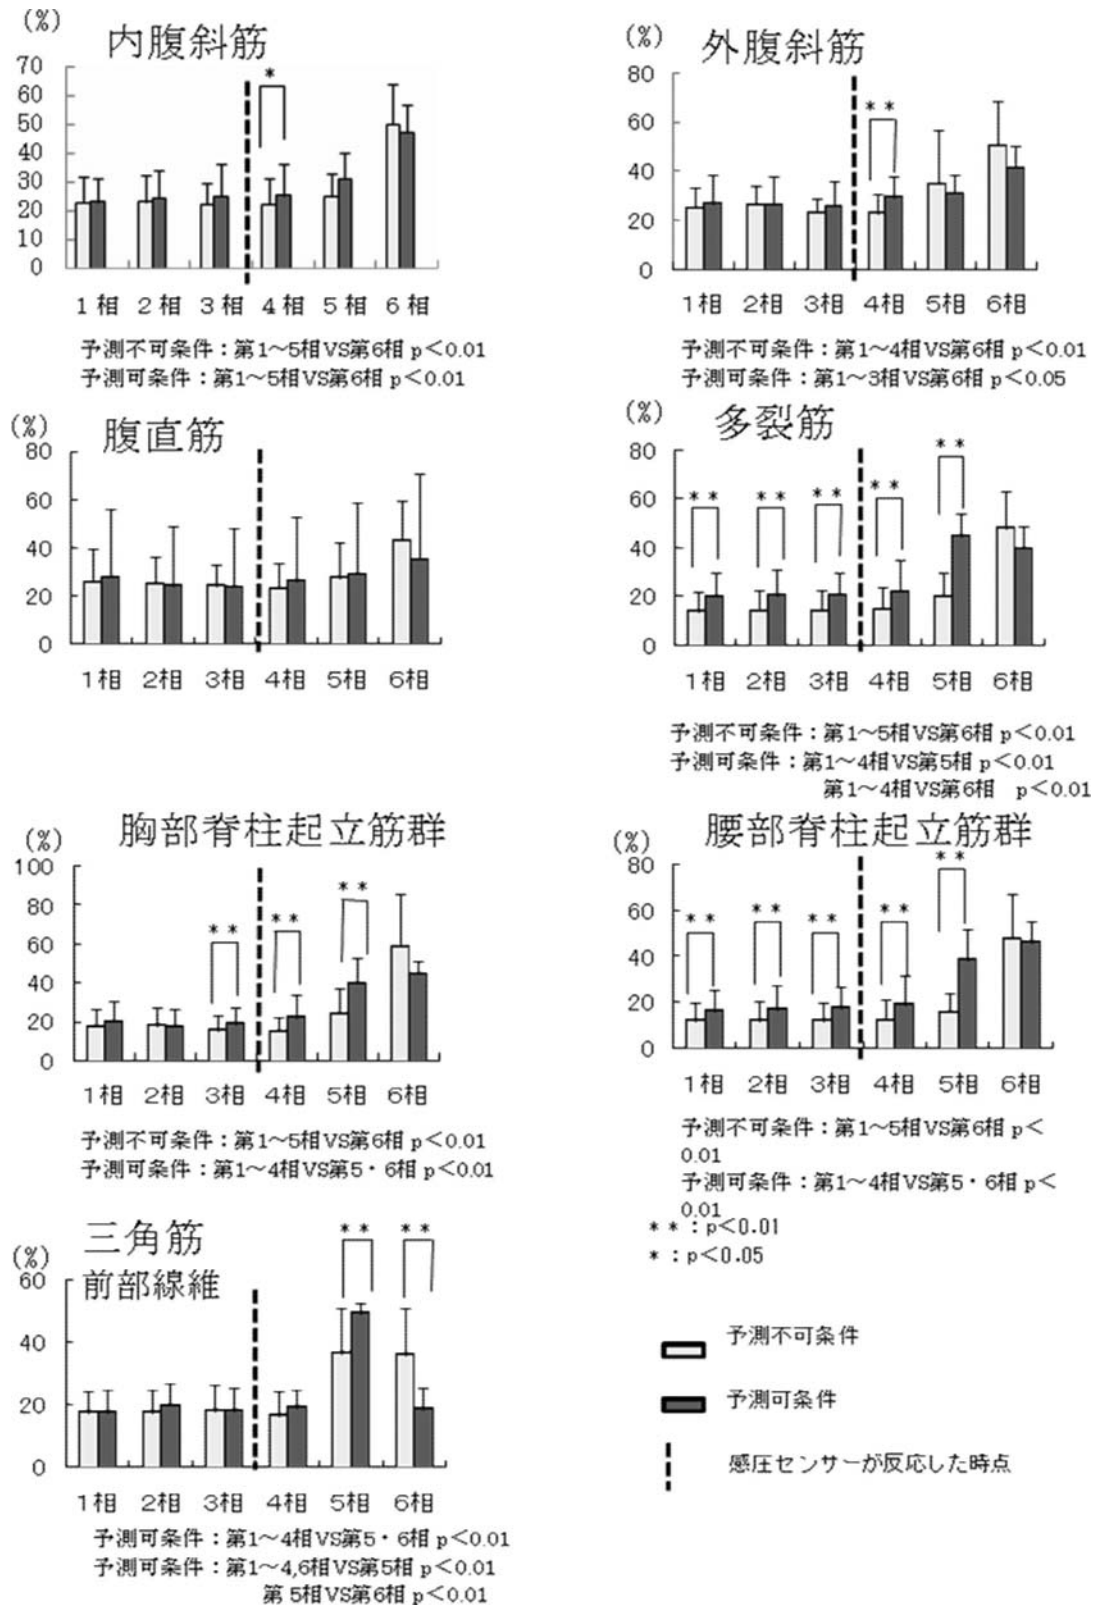 (%)
内腹斜筋
70
60
50
40
30
20
10
0
*
1相 2相 3相 4相 5相 6相
予測不可条件：第1〜5相VS第6相 p＜0.01
予測可条件：第1〜5相VS第6相 p＜0.01
(%)
外腹斜筋
80
60
40
20
0
* *
1相 2相 3相 4相 5相 6相
予測不可条件：第1〜4相VS第6相 p＜0.01
予測可条件：第1〜3相VS第6相 p＜0.05
(%)
腹直筋
80
60
40
20
0
1相 2相 3相 4相 5相 6相
(%)
多裂筋
80
60
40
20
0
* * * * * * * * * *
1相 2相 3相 4相 5相 6相
予測不可条件：第1〜5相VS第6相 p＜0.01
予測可条件：第1〜4相VS第5相 p＜0.01
第1〜4相VS第6相 p＜0.01
(%)
胸部脊柱起立筋群
100
80
60
40
20
0
* * * * * *
1相 2相 3相 4相 5相 6相
予測不可条件：第1〜5相VS第6相 p＜0.01
予測可条件：第1〜4相VS第5・6相 p＜0.01
(%)
腰部脊柱起立筋群
80
60
40
20
0
* * * * * * * * * *
1相 2相 3相 4相 5相 6相
予測不可条件：第1〜5相VS第6相 p＜
0.01
予測可条件：第1〜4相VS第5・6相 p＜
0.01
* * ：p<0.01
* ：p<0.05
(%)
三角筋
前部線維
60
40
20
0
* * * *
1相 2相 3相 4相 5相 6相
予測可条件：第1〜4相VS第5・6相 p＜0.01
予測可条件：第1〜4,6相VS第5相 p＜0.01
第5相VS第6相 p＜0.01
予測不可条件
予測可条件
感圧センサーが反応した時点